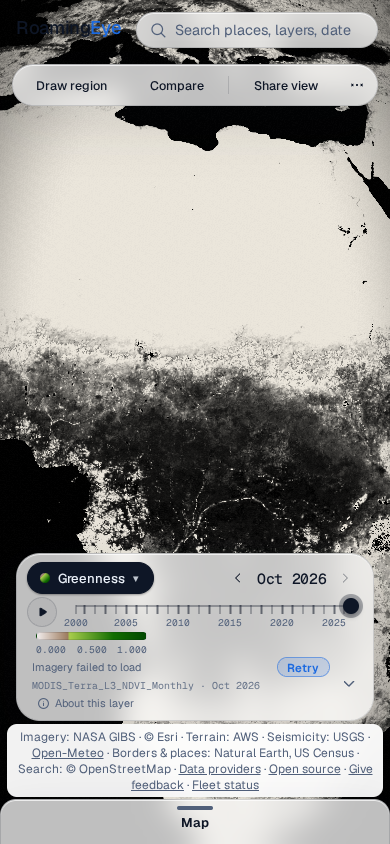 RoamingEye
Search places, layers, date
Draw region
Compare
Share view
Greenness
Oct 2026
2000 2005 2010 2015 2020 2025
0.000 0.500 1.000
Imagery failed to load
Retry
MODIS_Terra_L3_NDVI_Monthly · Oct 2026
About this layer
Imagery: NASA GIBS · © Esri · Terrain: AWS · Seismicity: USGS ·
Open-Meteo · Borders & places: Natural Earth, US Census ·
Search: © OpenStreetMap · Data providers · Open source · Give
feedback · Fleet status
Map